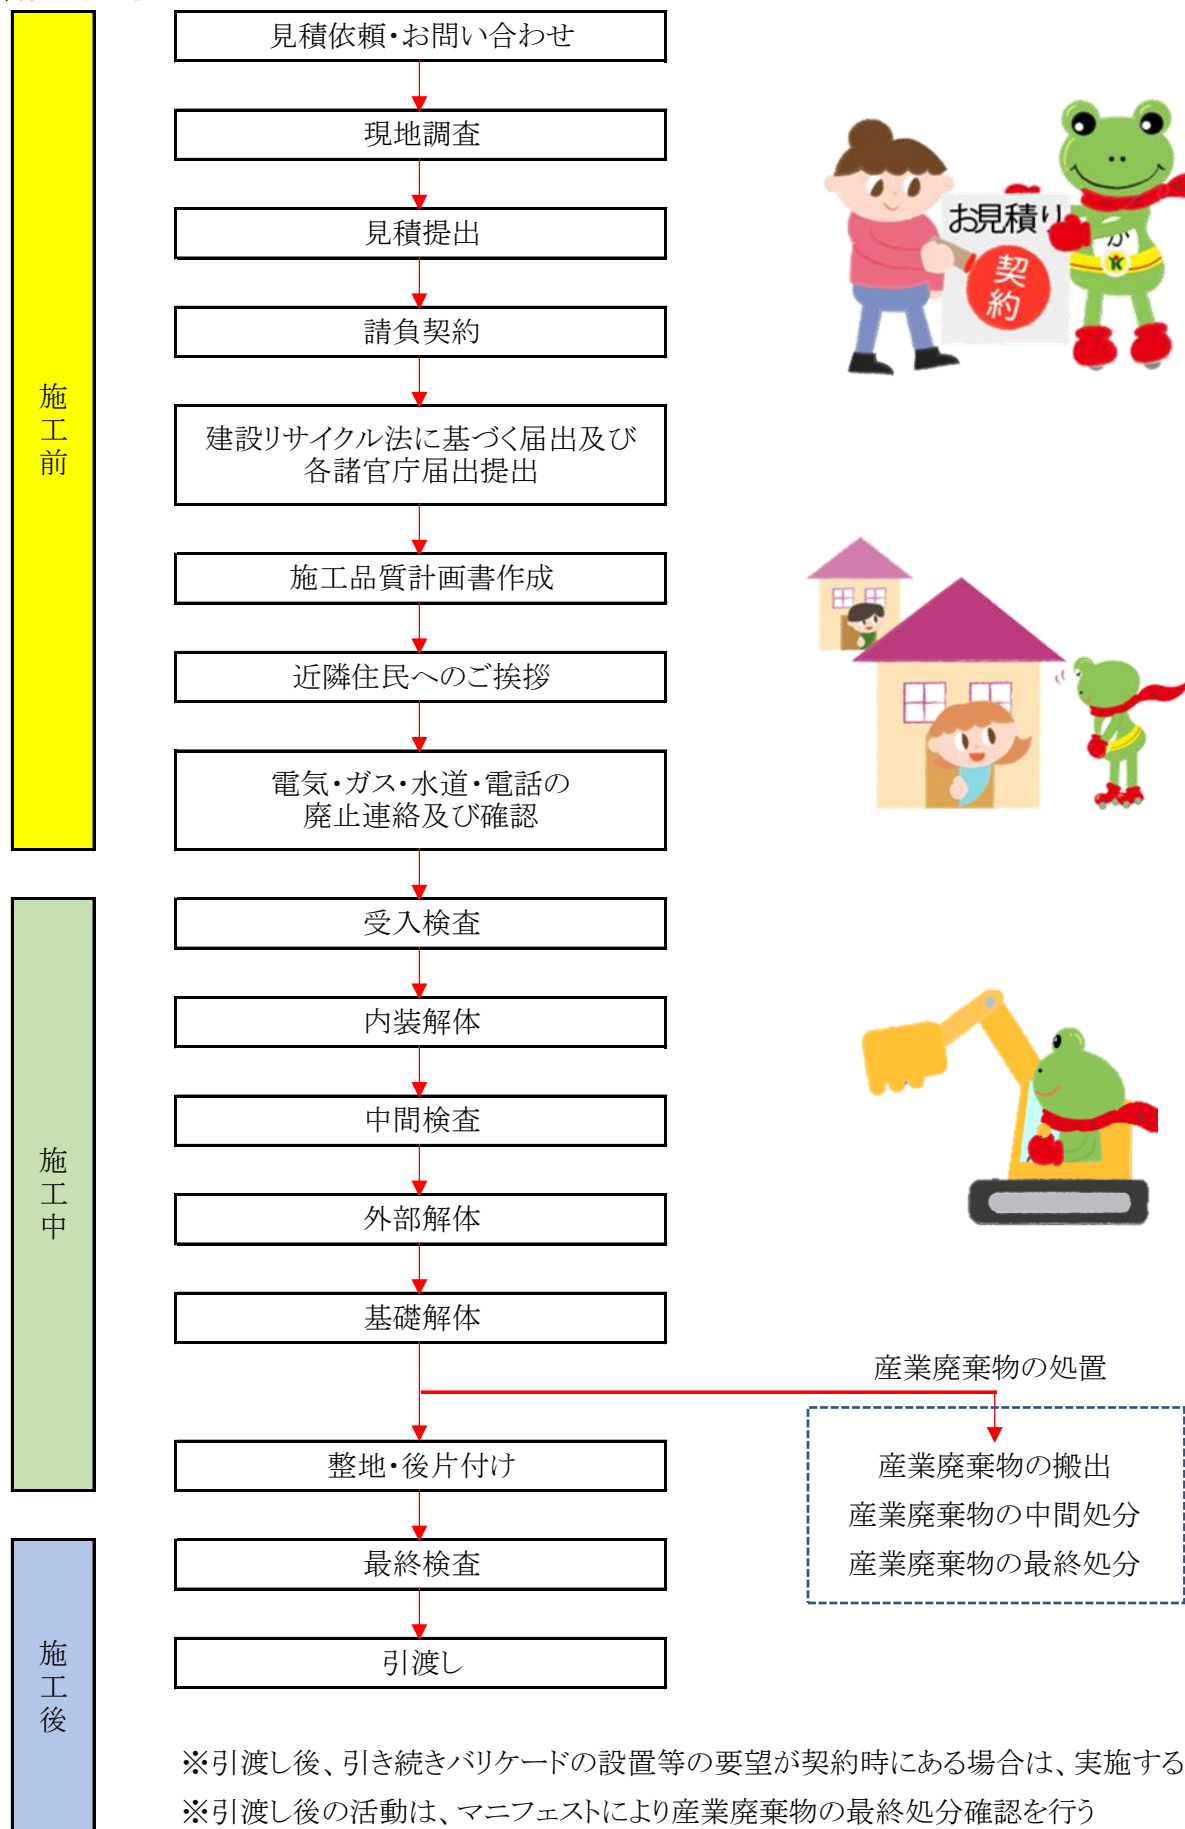 見積依頼・お問い合わせ
現地調査
見積提出
請負契約
建設リサイクル法に基づく届出及び
各諸官庁届出提出
施工品質計画書作成
近隣住民へのご挨拶
電気・ガス・水道・電話の
廃止連絡及び確認
施工前
お見積り
契約
か
受入検査
内装解体
中間検査
外部解体
基礎解体
整地・後片付け
施工中
産業廃棄物の処置
産業廃棄物の搬出
産業廃棄物の中間処分
産業廃棄物の最終処分
最終検査
引渡し
施工後
※引渡し後、引き続きバリケードの設置等の要望が契約時にある場合は、実施する
※引渡し後の活動は、マニフェストにより産業廃棄物の最終処分確認を行う